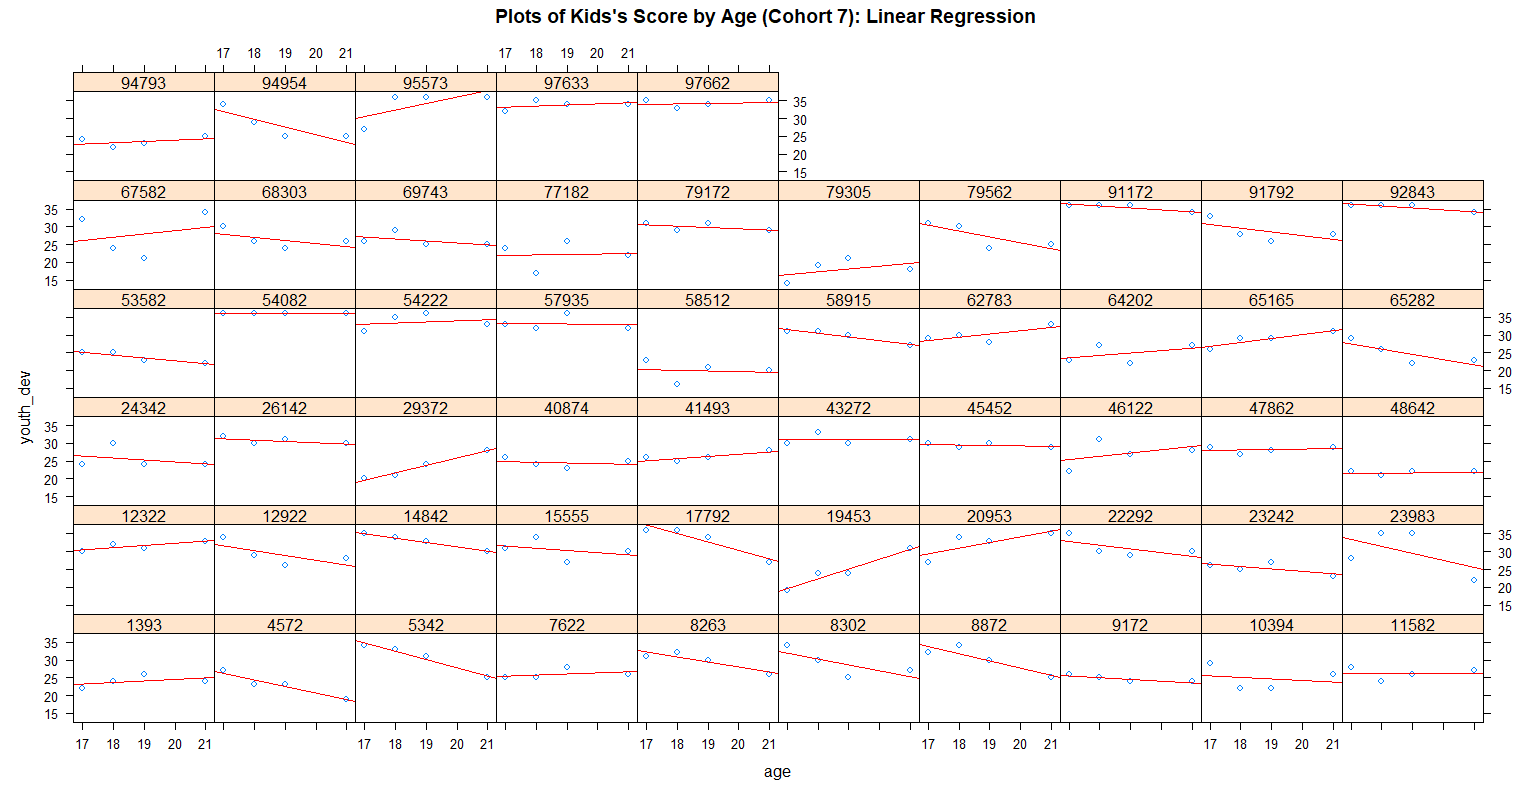 Plots of Kids's Score by Age (Cohort 7): Linear Regression
17 18 19 20 21 17 18 19 20 21
94793 94954 95573 97633 97662
35
30
25
20
15
67582 68303 69743 77182 79172 79305 79562 91172 91792 92843
35
30
25
20
15
53582 54082 54222 57935 58512 58915 62783 64202 65165 65282
35
30
25
20
15
youth_dev
24342 26142 29372 40874 41493 43272 45452 46122 47862 48642
35
30
25
20
15
12322 12922 14842 15555 17792 19453 20953 22292 23242 23983
35
30
25
20
15
1393 4572 5342 7622 8263 8302 8872 9172 10394 11582
35
30
25
20
15
17 18 19 20 21 17 18 19 20 21 17 18 19 20 21 17 18 19 20 21 17 18 19 20 21
age